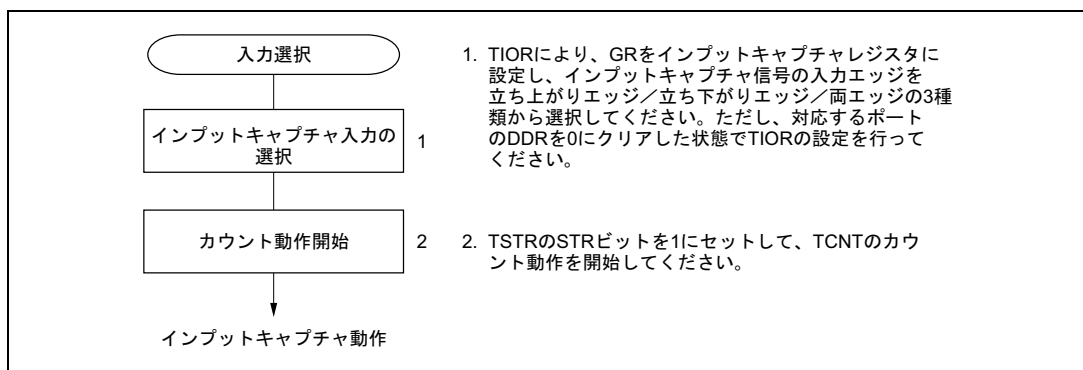 入力選択
インプットキャプチャ入力の
選択
1
カウント動作開始
2
インプットキャプチャ動作
1. TIORにより、GRをインプットキャプチャレジスタに
設定し、インプットキャプチャ信号の入力エッジを
立ち上がりエッジ／立ち下がりエッジ／両エッジの3種
類から選択してください。ただし、対応するポート
のDDRを0にクリアした状態でTIORの設定を行って
ください。
2. TSTRのSTRビットを1にセットして、TCNTのカウ
ント動作を開始してください。